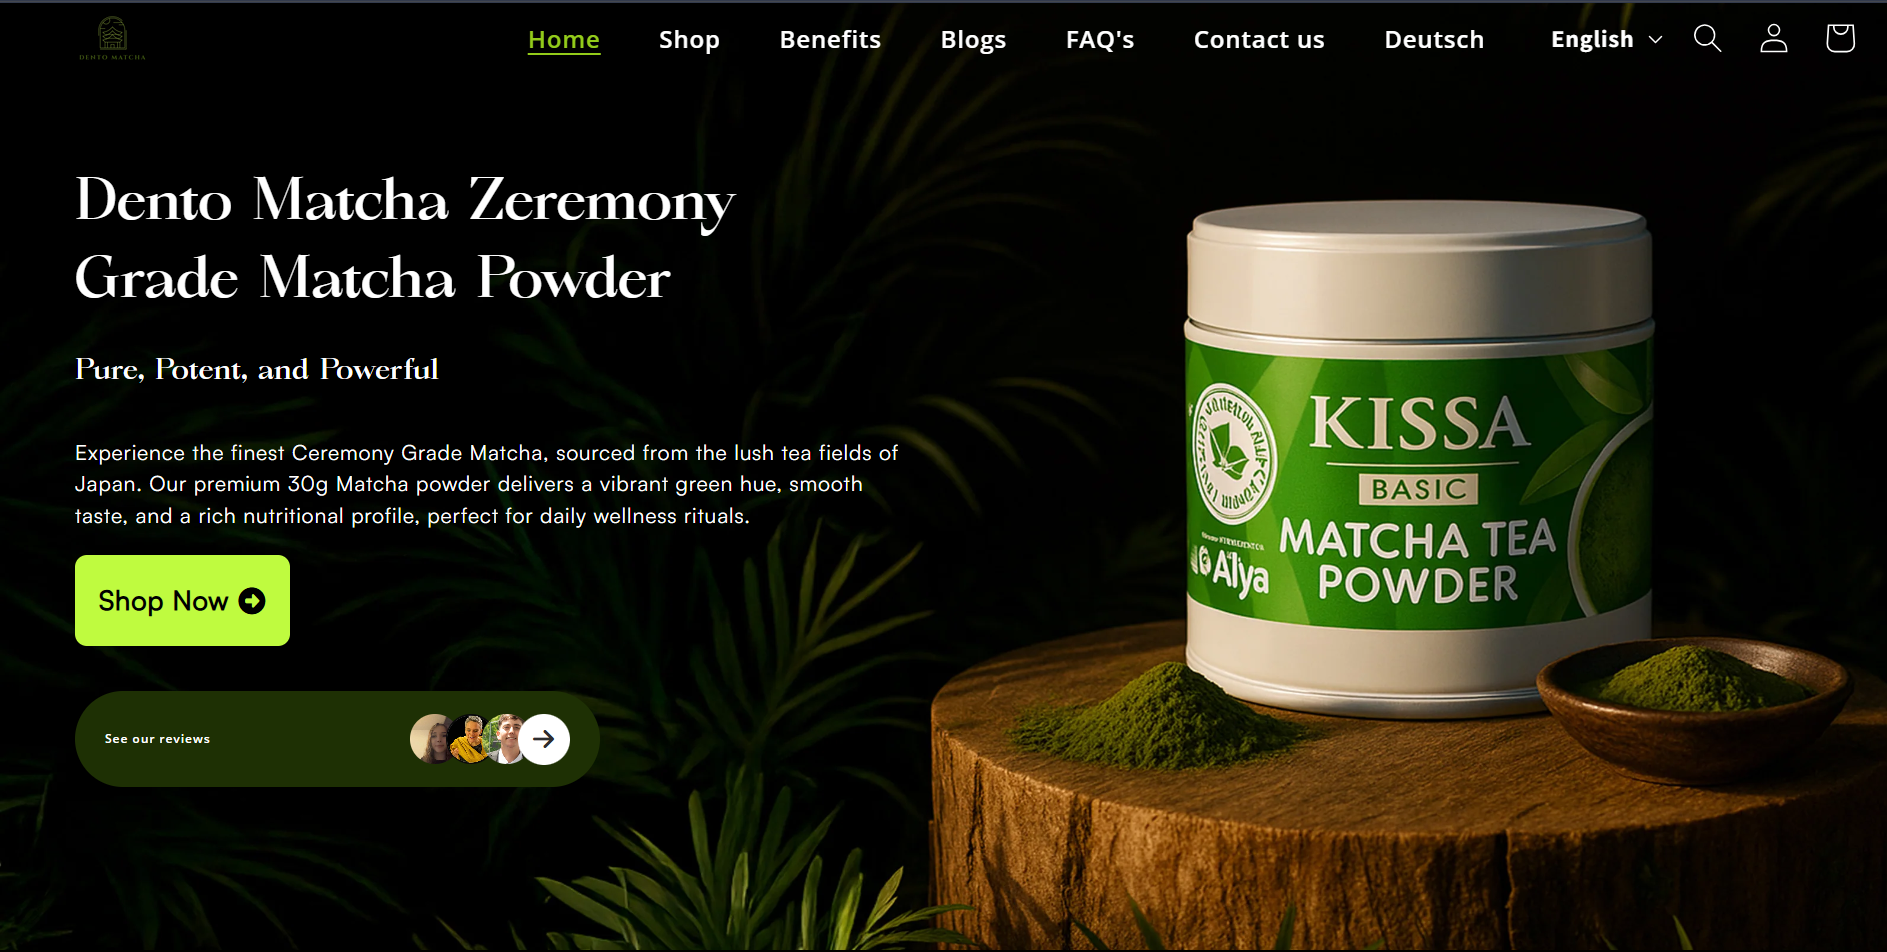 DENTO MATCHA
Home Shop Benefits Blogs FAQ's Contact us Deutsch English
Dento Matcha Zeremony
Grade Matcha Powder
Pure, Potent, and Powerful
Experience the finest Ceremony Grade Matcha, sourced from the lush tea fields of
Japan. Our premium 30g Matcha powder delivers a vibrant green hue, smooth
taste, and a rich nutritional profile, perfect for daily wellness rituals.
Shop Now
See our reviews
KISSA
BASIC
MATCHA TEA
POWDER